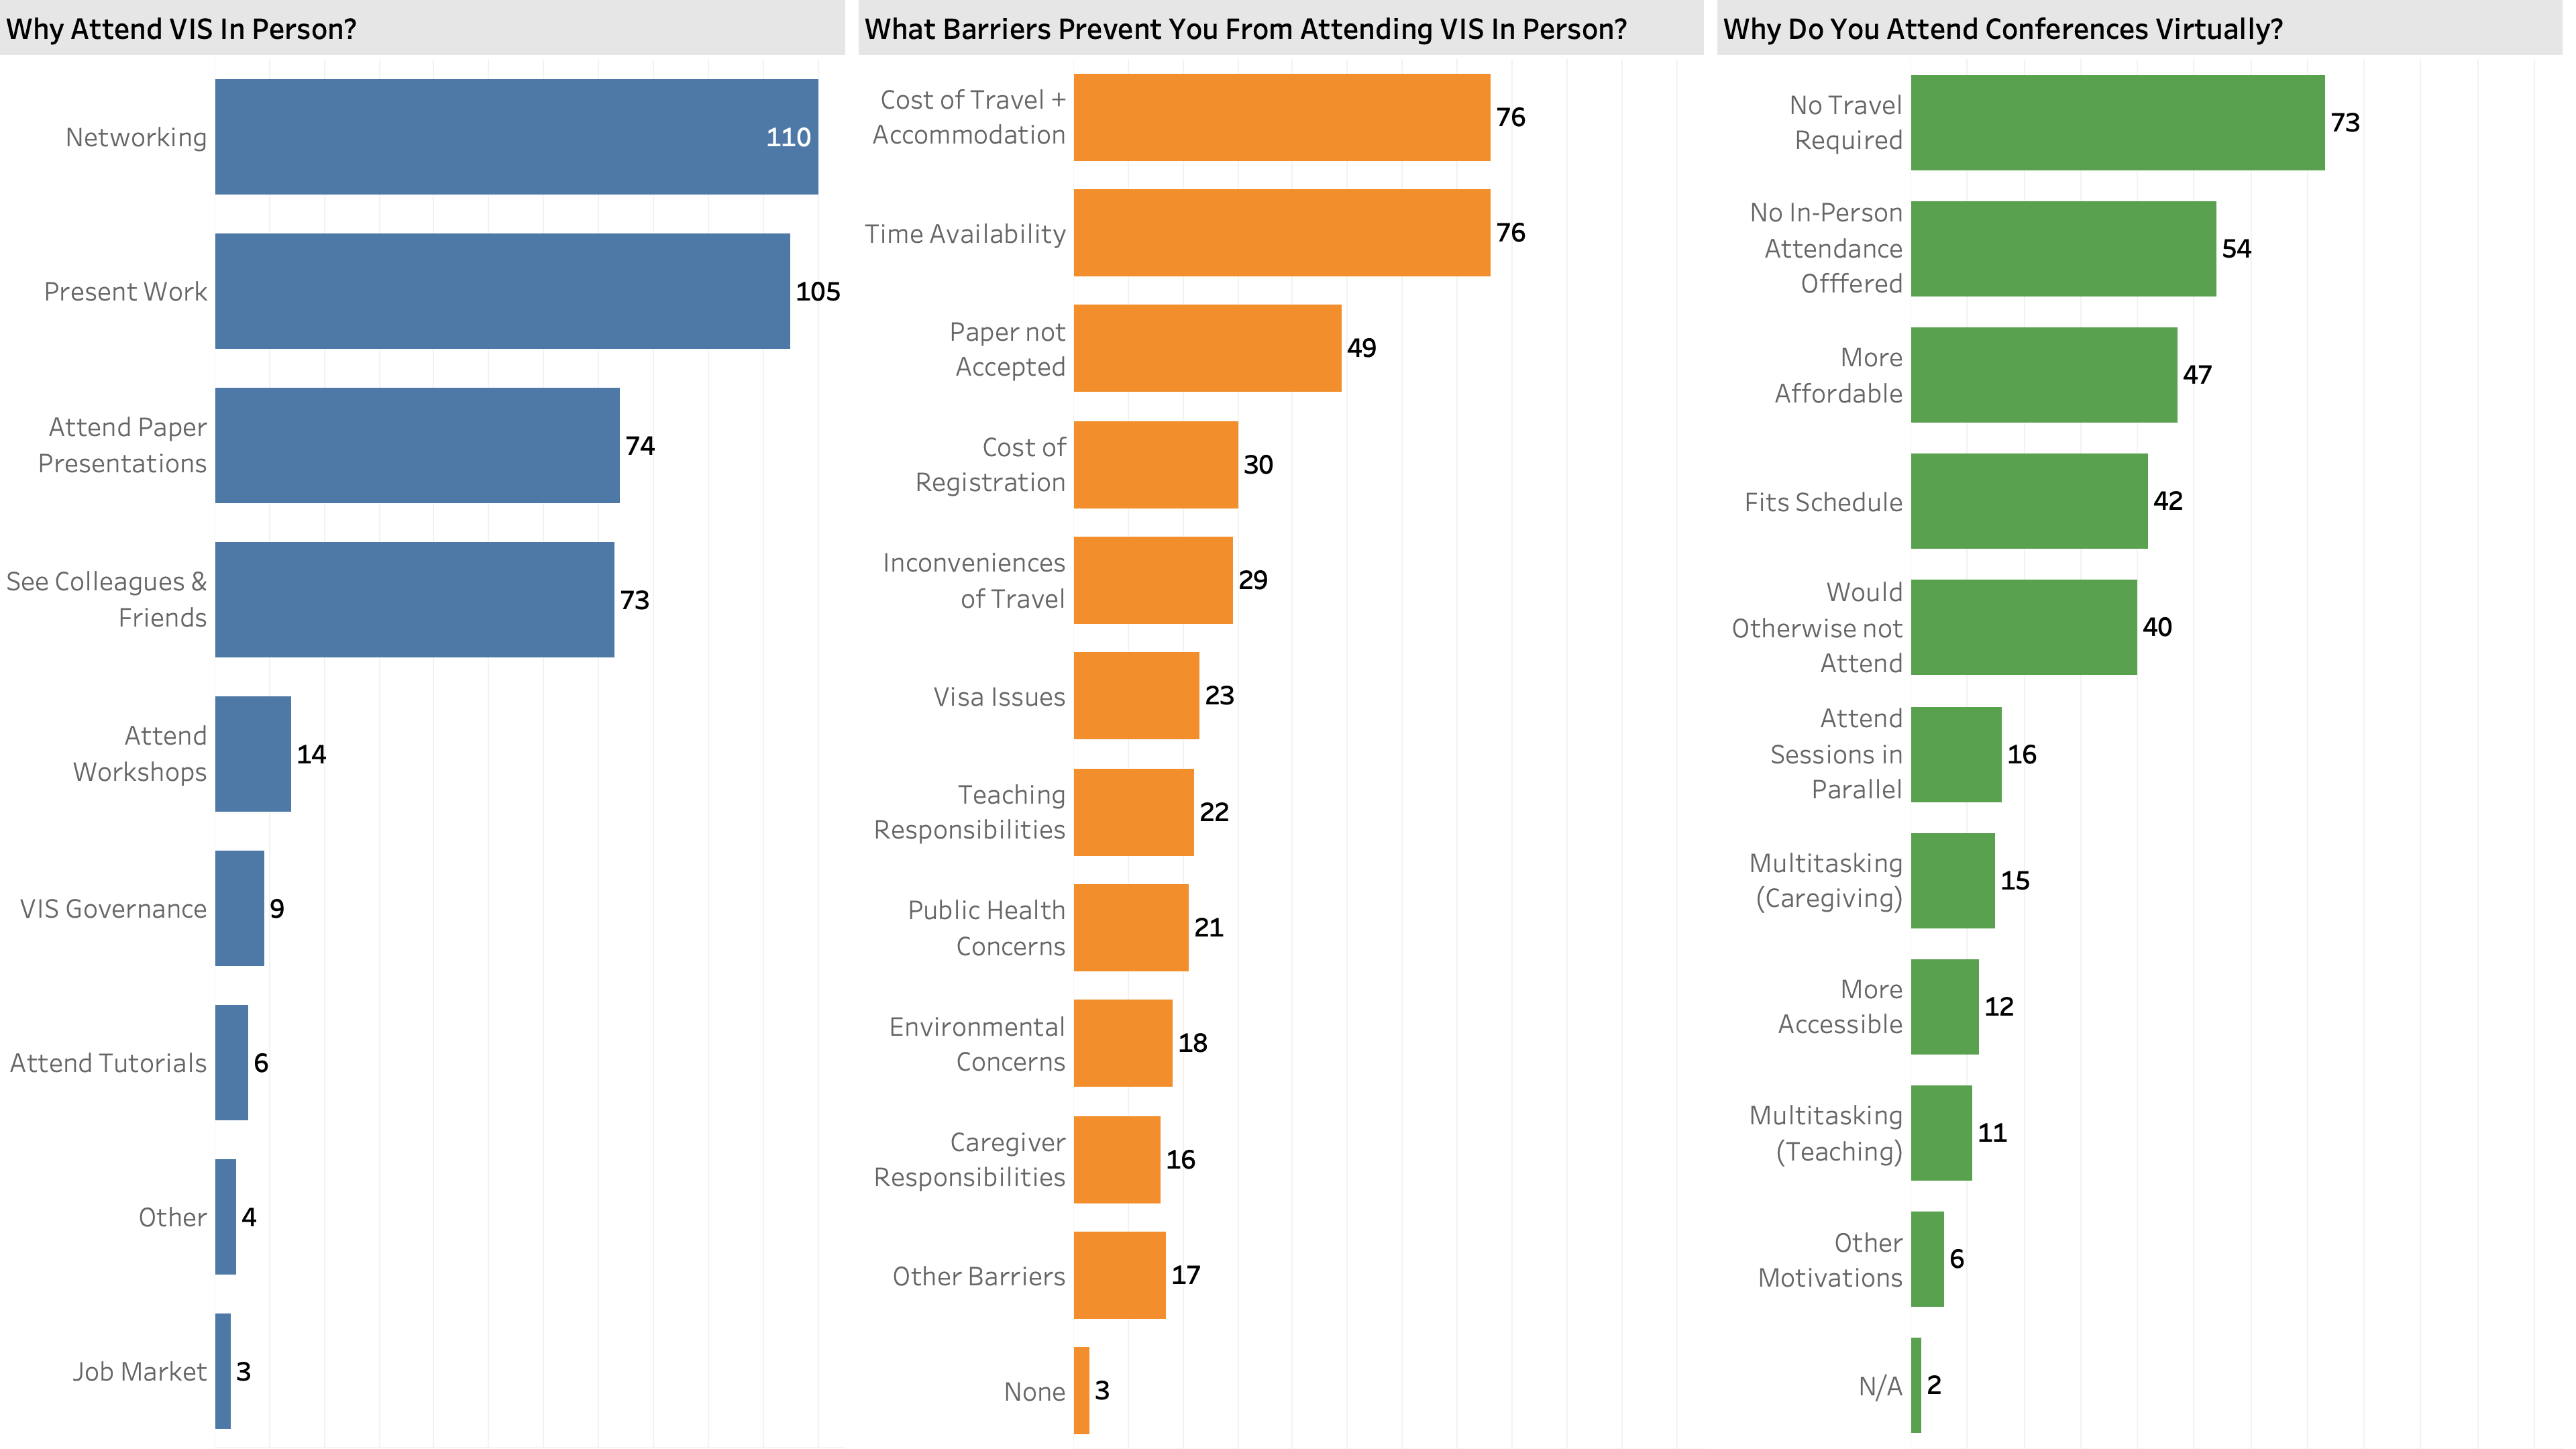 Why Attend VIS In Person?
Networking
110
Present Work
105
Attend Paper
Presentations
74
See Colleagues &
Friends
73
Attend
Workshops
14
VIS Governance
9
Attend Tutorials
6
Other
4
Job Market
3
What Barriers Prevent You From Attending VIS In Person?
Cost of Travel +
Accommodation
76
Time Availability
76
Paper not
Accepted
49
Cost of
Registration
30
Inconveniences
of Travel
29
Visa Issues
23
Teaching
Responsibilities
22
Public Health
Concerns
21
Environmental
Concerns
18
Caregiver
Responsibilities
16
Other Barriers
17
None
3
Why Do You Attend Conferences Virtually?
No Travel
Required
73
No In-Person
Attendance
Offfered
54
More
Affordable
47
Fits Schedule
42
Would
Otherwise not
Attend
40
Attend
Sessions in
Parallel
16
Multitasking
(Caregiving)
15
More
Accessible
12
Multitasking
(Teaching)
11
Other
Motivations
6
N/A
2